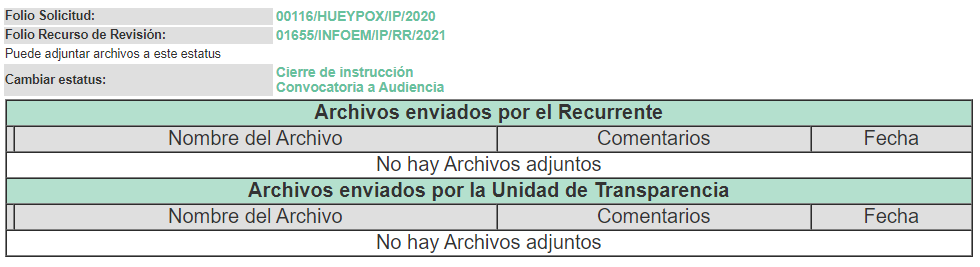 Folio Solicitud: 00116/HUEYPOX/IP/2020
Folio Recurso de Revisión: 01655/INFOEM/IP/RR/2021
Puede adjuntar archivos a este estatus
Cambiar estatus: Cierre de instrucción
Convocatoria a Audiencia
Archivos enviados por el Recurrente
Nombre del Archivo Comentarios Fecha
No hay Archivos adjuntos
Archivos enviados por la Unidad de Transparencia
Nombre del Archivo Comentarios Fecha
No hay Archivos adjuntos